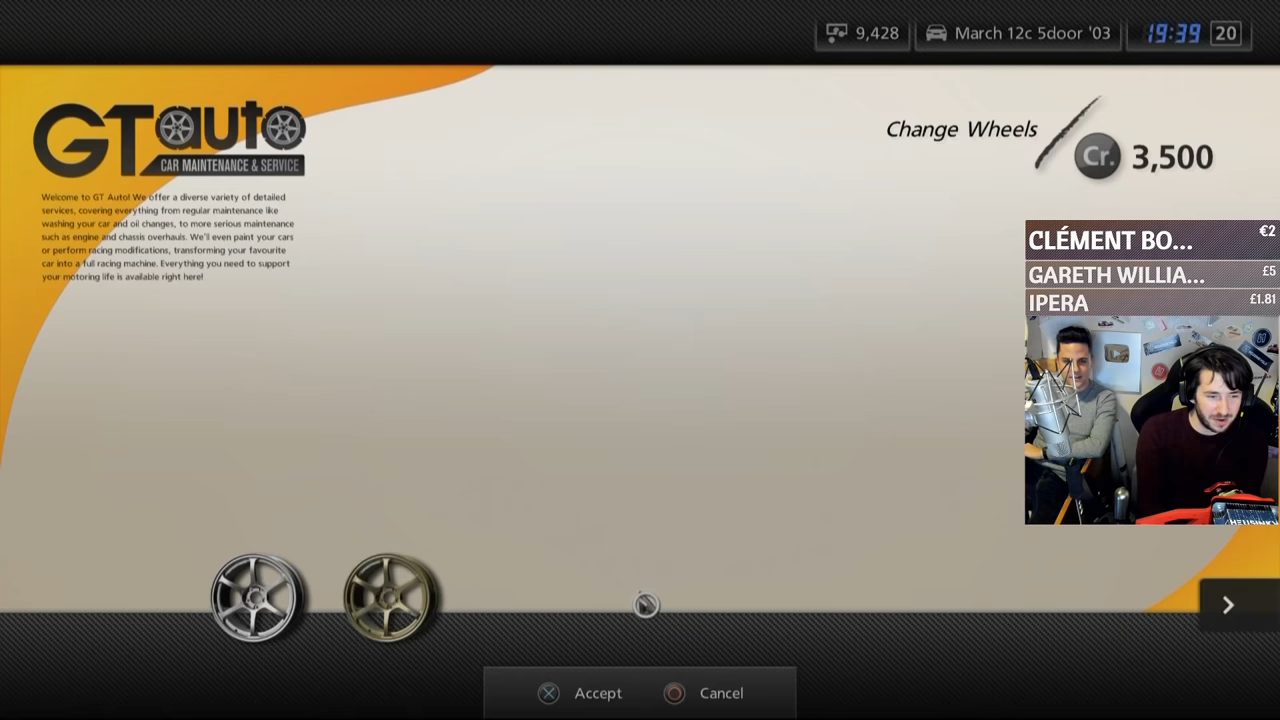 9,428
March 12c 5door '03
19:39
20
GT auto
CAR MAINTENANCE & SERVICE
Change Wheels
Cr. 3,500
Welcome to GT Auto! We offer a diverse variety of detailed
services, covering everything from regular maintenance like
washing your car and oil changes, to more serious maintenance
such as engine and chassis overhauls. We'll even paint your cars
or perform racing modifications, transforming your favourite
car into a full racing machine. Everything you need to support
your motoring life is available right here!
CLÉMENT BO... €2
GARETH WILLIA... £5
IPERA £1.81
HELSINKI
Accept
Cancel